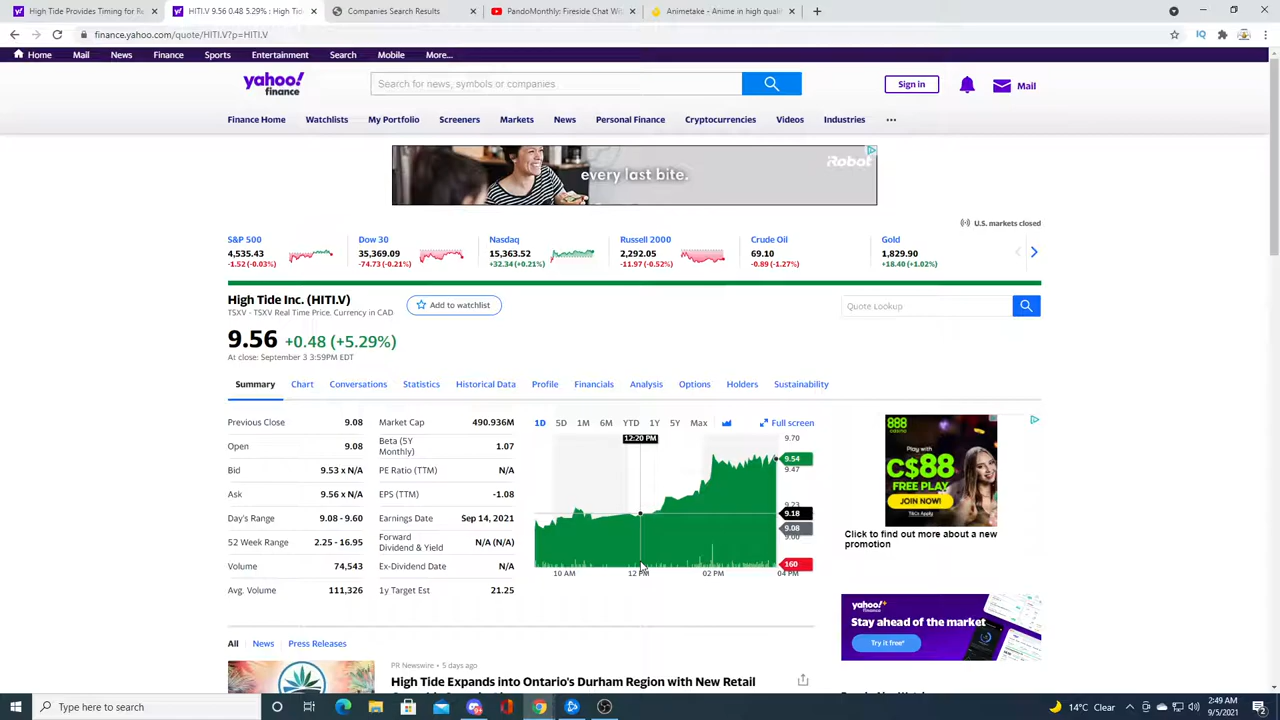 High Tide Provides Timing for Re
HITI.V 9.56 0.48 5.29% : High Tid
Companies Search Results
PandoMonthly: Fireside Chat Wit
Animetake - Anime in high quali
finance.yahoo.com/quote/HITI.V?p=HITI.V
Home Mail News Finance Sports Entertainment Search Mobile More...
yahoo!
finance
Search for news, symbols or companies
Sign in
Mail
Finance Home Watchlists My Portfolio Screeners Markets News Personal Finance Cryptocurrencies Videos Industries ...
every last bite.
iRobot
U.S. markets closed
S&P 500
4,535.43
-1.52 (-0.03%)
Dow 30
35,369.09
-74.73 (-0.21%)
Nasdaq
15,363.52
+32.34 (+0.21%)
Russell 2000
2,292.05
-11.97 (-0.52%)
Crude Oil
69.10
-0.89 (-1.27%)
Gold
1,829.90
+18.40 (+1.02%)
High Tide Inc. (HITI.V)
TSXV - TSXV Real Time Price. Currency in CAD
Add to watchlist
Quote Lookup
9.56 +0.48 (+5.29%)
At close: September 3 3:59PM EDT
Summary Chart Conversations Statistics Historical Data Profile Financials Analysis Options Holders Sustainability
Previous Close 9.08
Open 9.08
Bid 9.53 x N/A
Ask 9.56 x N/A
Day's Range 9.08 - 9.60
52 Week Range 2.25 - 16.95
Volume 74,543
Avg. Volume 111,326
Market Cap 490.936M
Beta (5Y
Monthly) 1.07
PE Ratio (TTM) N/A
EPS (TTM) -1.08
Earnings Date Sep 14, 2021
Forward
Dividend & Yield N/A (N/A)
Ex-Dividend Date N/A
1y Target Est 21.25
1D 5D 1M 6M YTD 1Y 5Y Max
Full screen
12:20 PM
9.70
9.54
9.47
9.23
9.18
9.08
9.00
160
10 AM 12 PM 02 PM 04 PM
888
casino
Play with
C$88
FREE PLAY
JOIN NOW!
Click to find out more about a new
promotion
yahoo!+
finance
Stay ahead of the market
Try it free*
All News Press Releases
PR Newswire • 5 days ago
High Tide Expands into Ontario's Durham Region with New Retail
Type here to search
14°C Clear
2:49 AM
9/5/2021
2